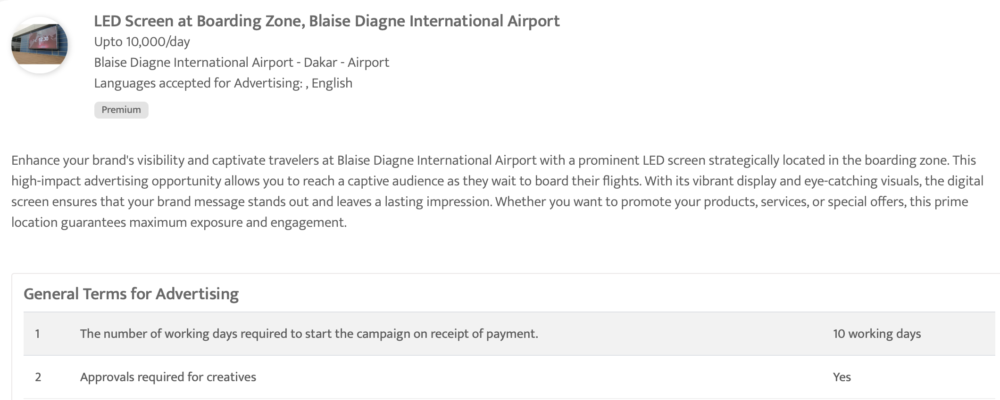 LED Screen at Boarding Zone, Blaise Diagne International Airport
Upto 10,000/day
Blaise Diagne International Airport - Dakar - Airport
Languages accepted for Advertising: , English
Premium
12.30
Enhance your brand's visibility and captivate travelers at Blaise Diagne International Airport with a prominent LED screen strategically located in the boarding zone. This
high-impact advertising opportunity allows you to reach a captive audience as they wait to board their flights. With its vibrant display and eye-catching visuals, the digital
screen ensures that your brand message stands out and leaves a lasting impression. Whether you want to promote your products, services, or special offers, this prime
location guarantees maximum exposure and engagement.
General Terms for Advertising
1 The number of working days required to start the campaign on receipt of payment. 10 working days
2 Approvals required for creatives Yes